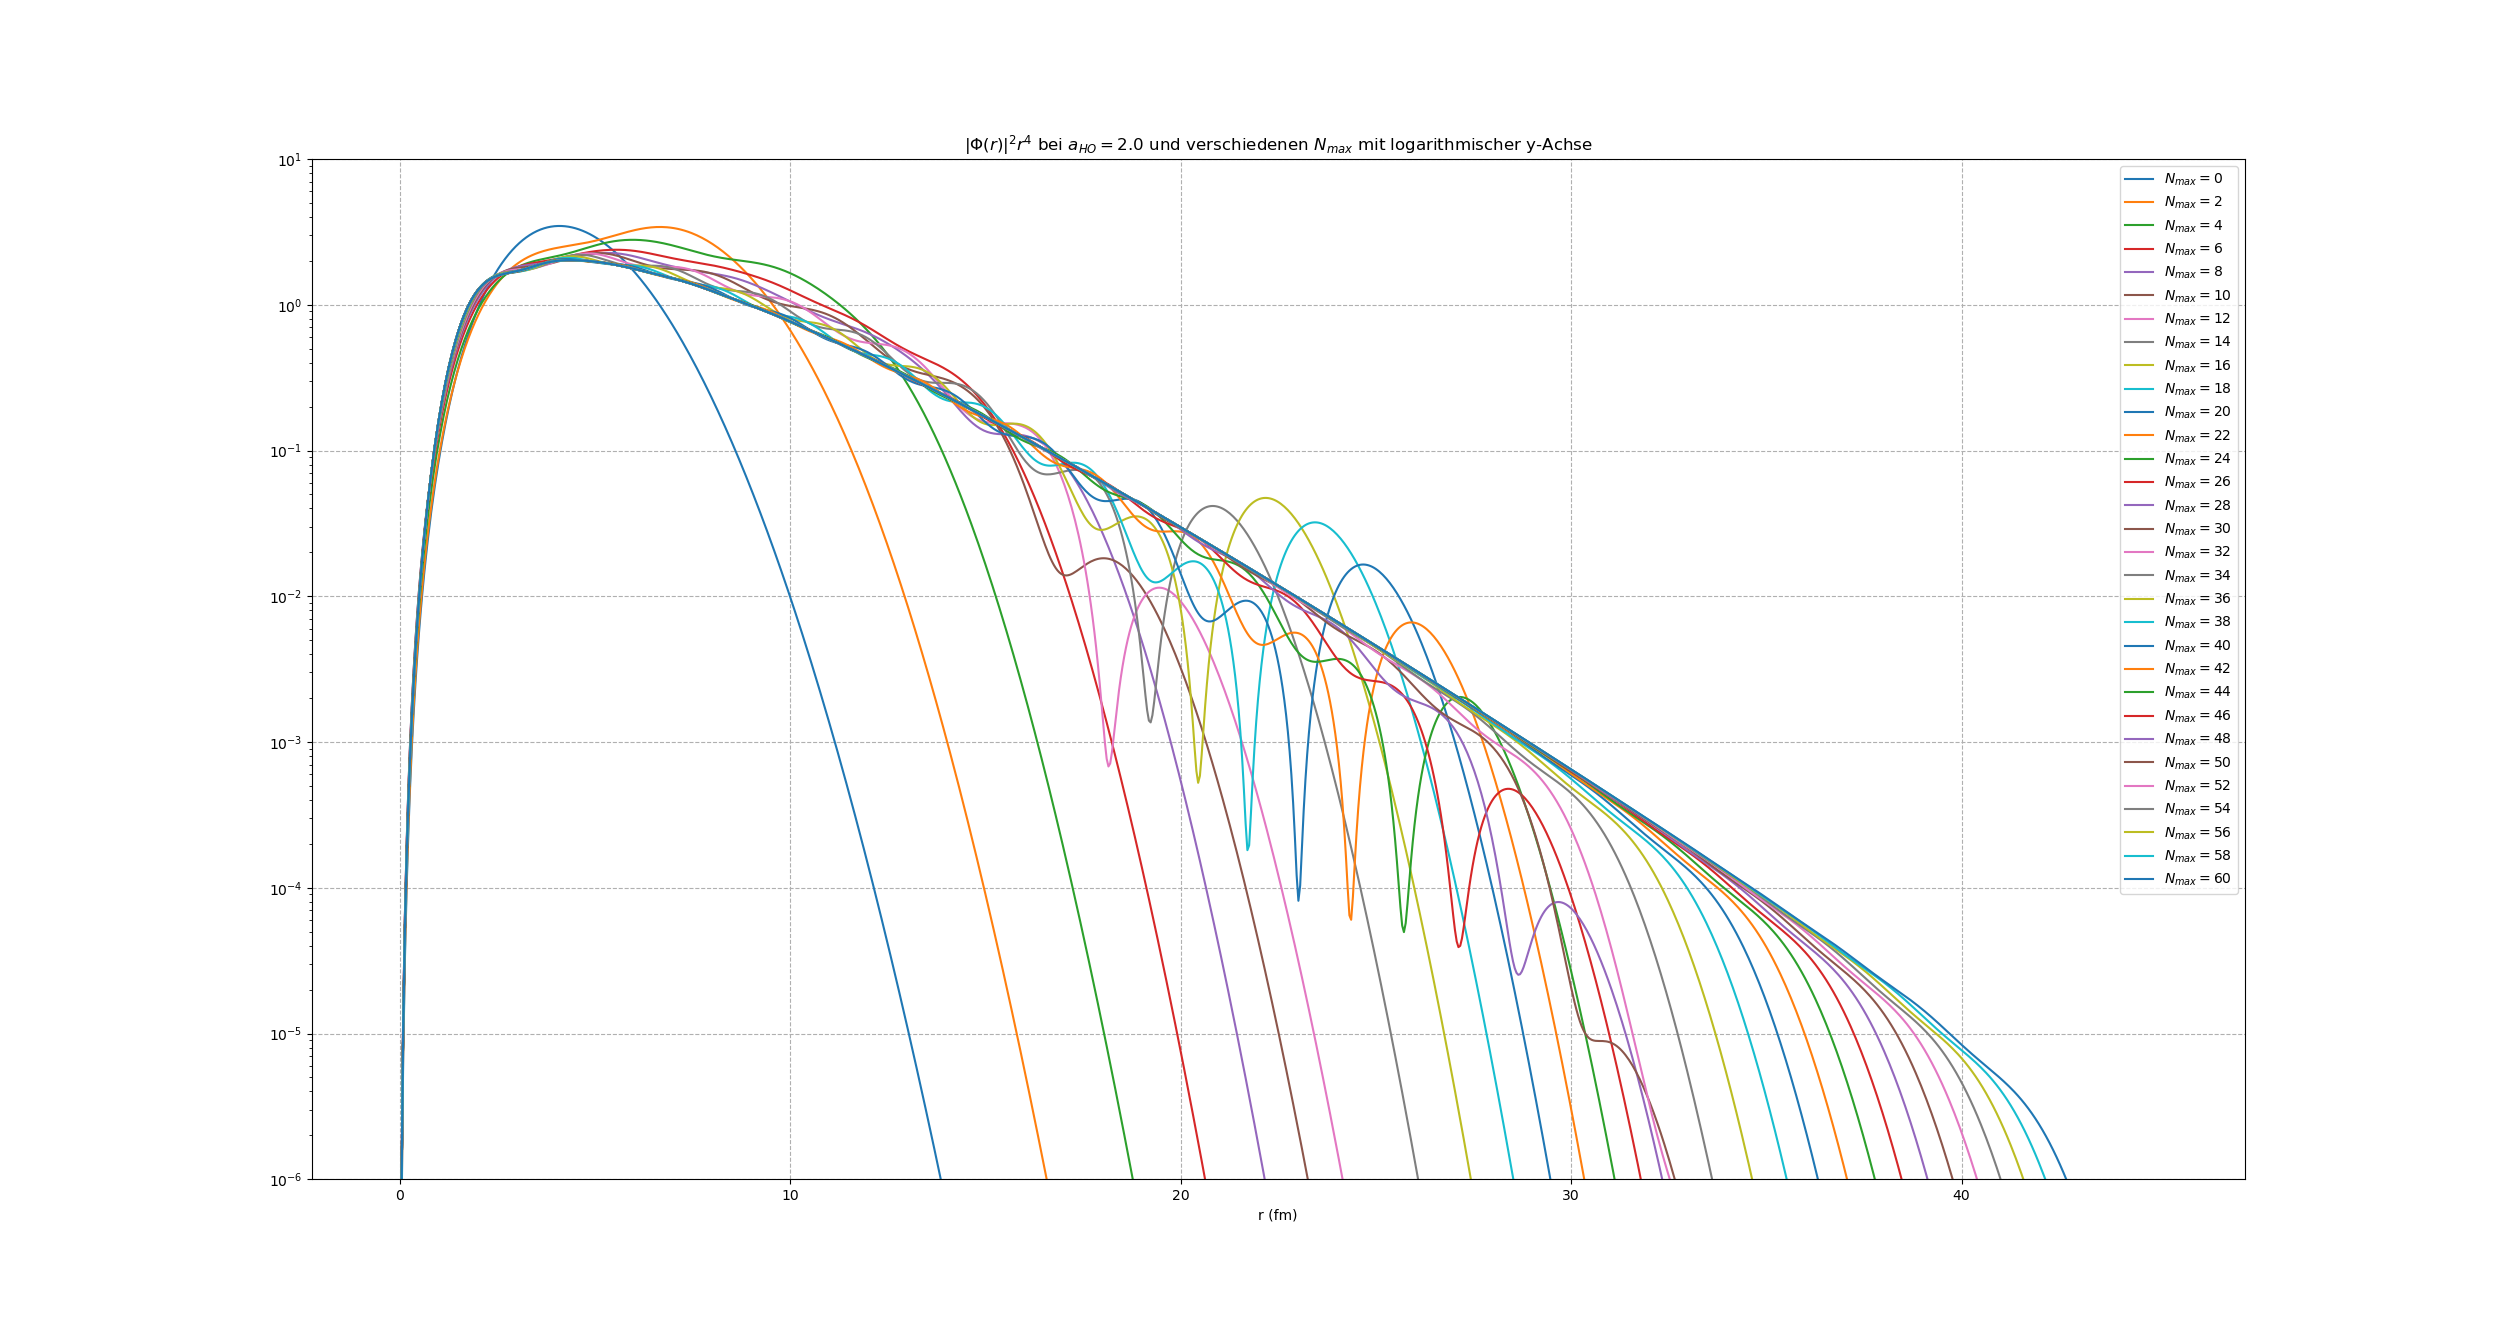 |Φ(r)|²r⁴ bei a_HO = 2.0 und verschiedenen N_max mit logarithmischer y-Achse
10¹
10⁰
10⁻¹
10⁻²
10⁻³
10⁻⁴
10⁻⁵
10⁻⁶
0
10
20
30
40
r (fm)
N_max = 0
N_max = 2
N_max = 4
N_max = 6
N_max = 8
N_max = 10
N_max = 12
N_max = 14
N_max = 16
N_max = 18
N_max = 20
N_max = 22
N_max = 24
N_max = 26
N_max = 28
N_max = 30
N_max = 32
N_max = 34
N_max = 36
N_max = 38
N_max = 40
N_max = 42
N_max = 44
N_max = 46
N_max = 48
N_max = 50
N_max = 52
N_max = 54
N_max = 56
N_max = 58
N_max = 60